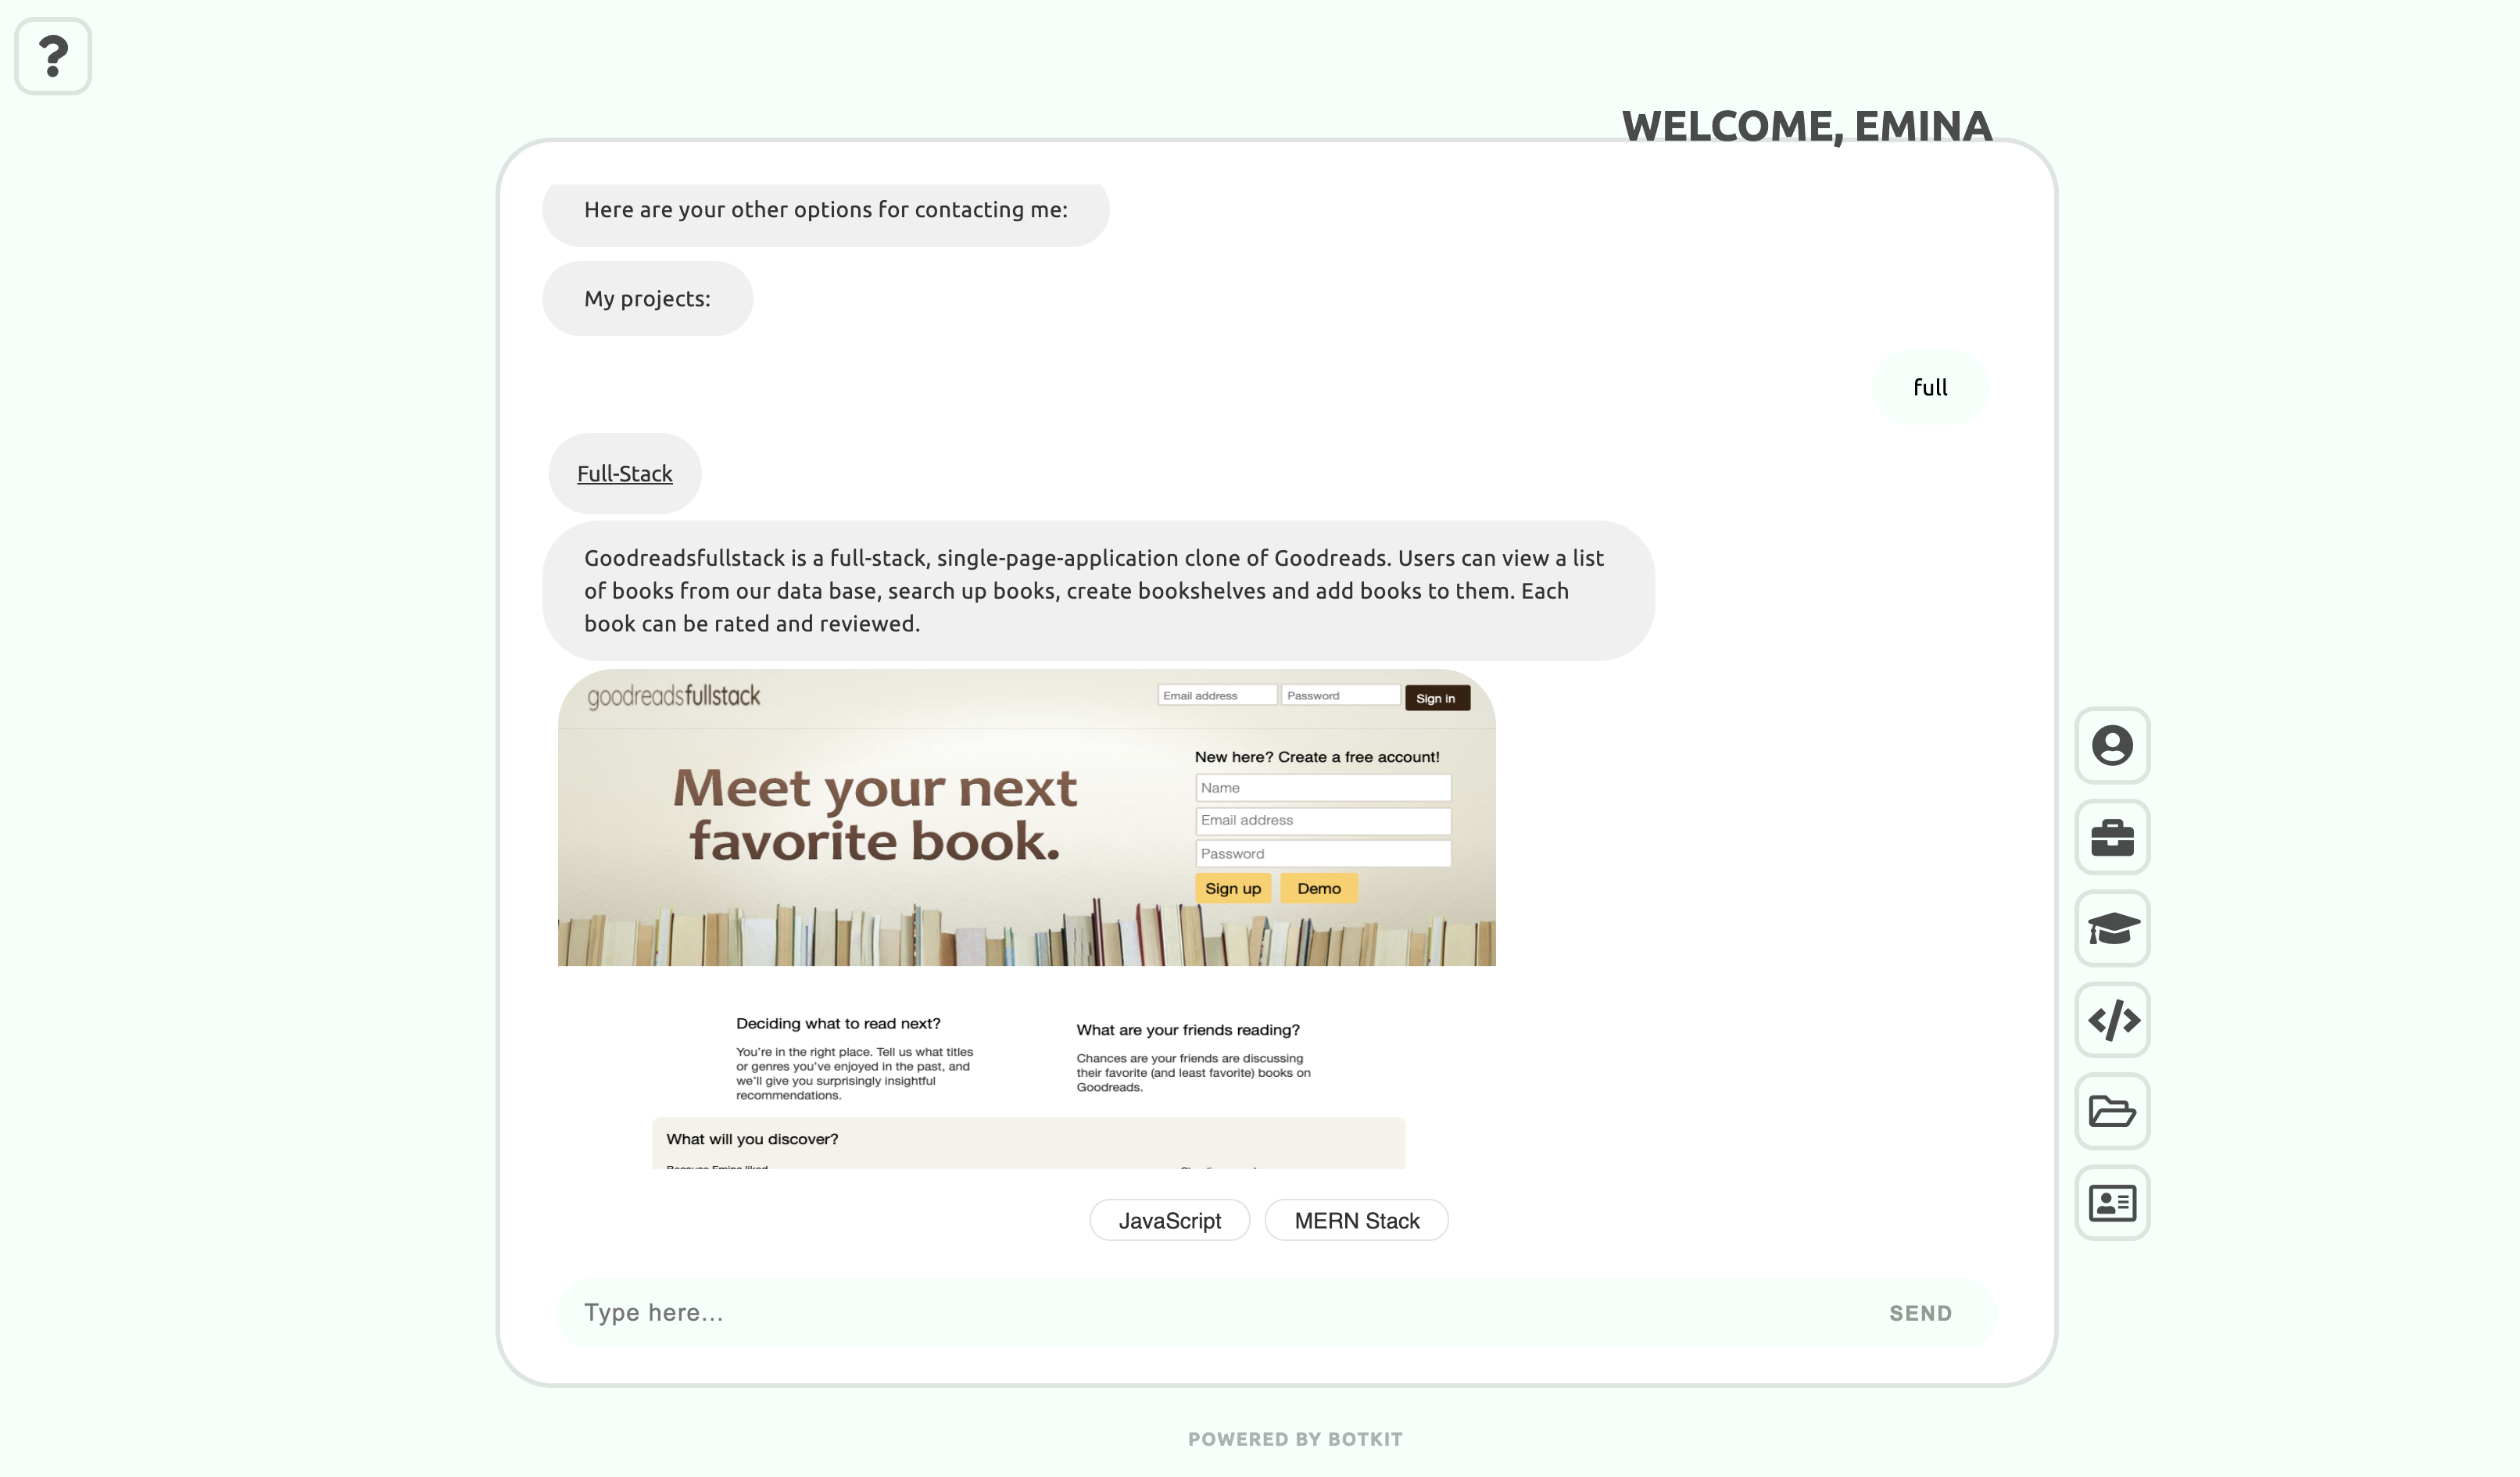 ?
WELCOME, EMINA
Here are your other options for contacting me:
My projects:
full
Full-Stack
Goodreadsfullstack is a full-stack, single-page-application clone of Goodreads. Users can view a list
of books from our data base, search up books, create bookshelves and add books to them. Each
book can be rated and reviewed.
goodreadsfullstack
Email address
Password
Sign in
Meet your next
favorite book.
New here? Create a free account!
Name
Email address
Password
Sign up
Demo
Deciding what to read next?
You're in the right place. Tell us what titles
or genres you've enjoyed in the past, and
we'll give you surprisingly insightful
recommendations.
What are your friends reading?
Chances are your friends are discussing
their favorite (and least favorite) books on
Goodreads.
What will you discover?
Because Emina liked
JavaScript
MERN Stack
Type here...
SEND
POWERED BY BOTKIT